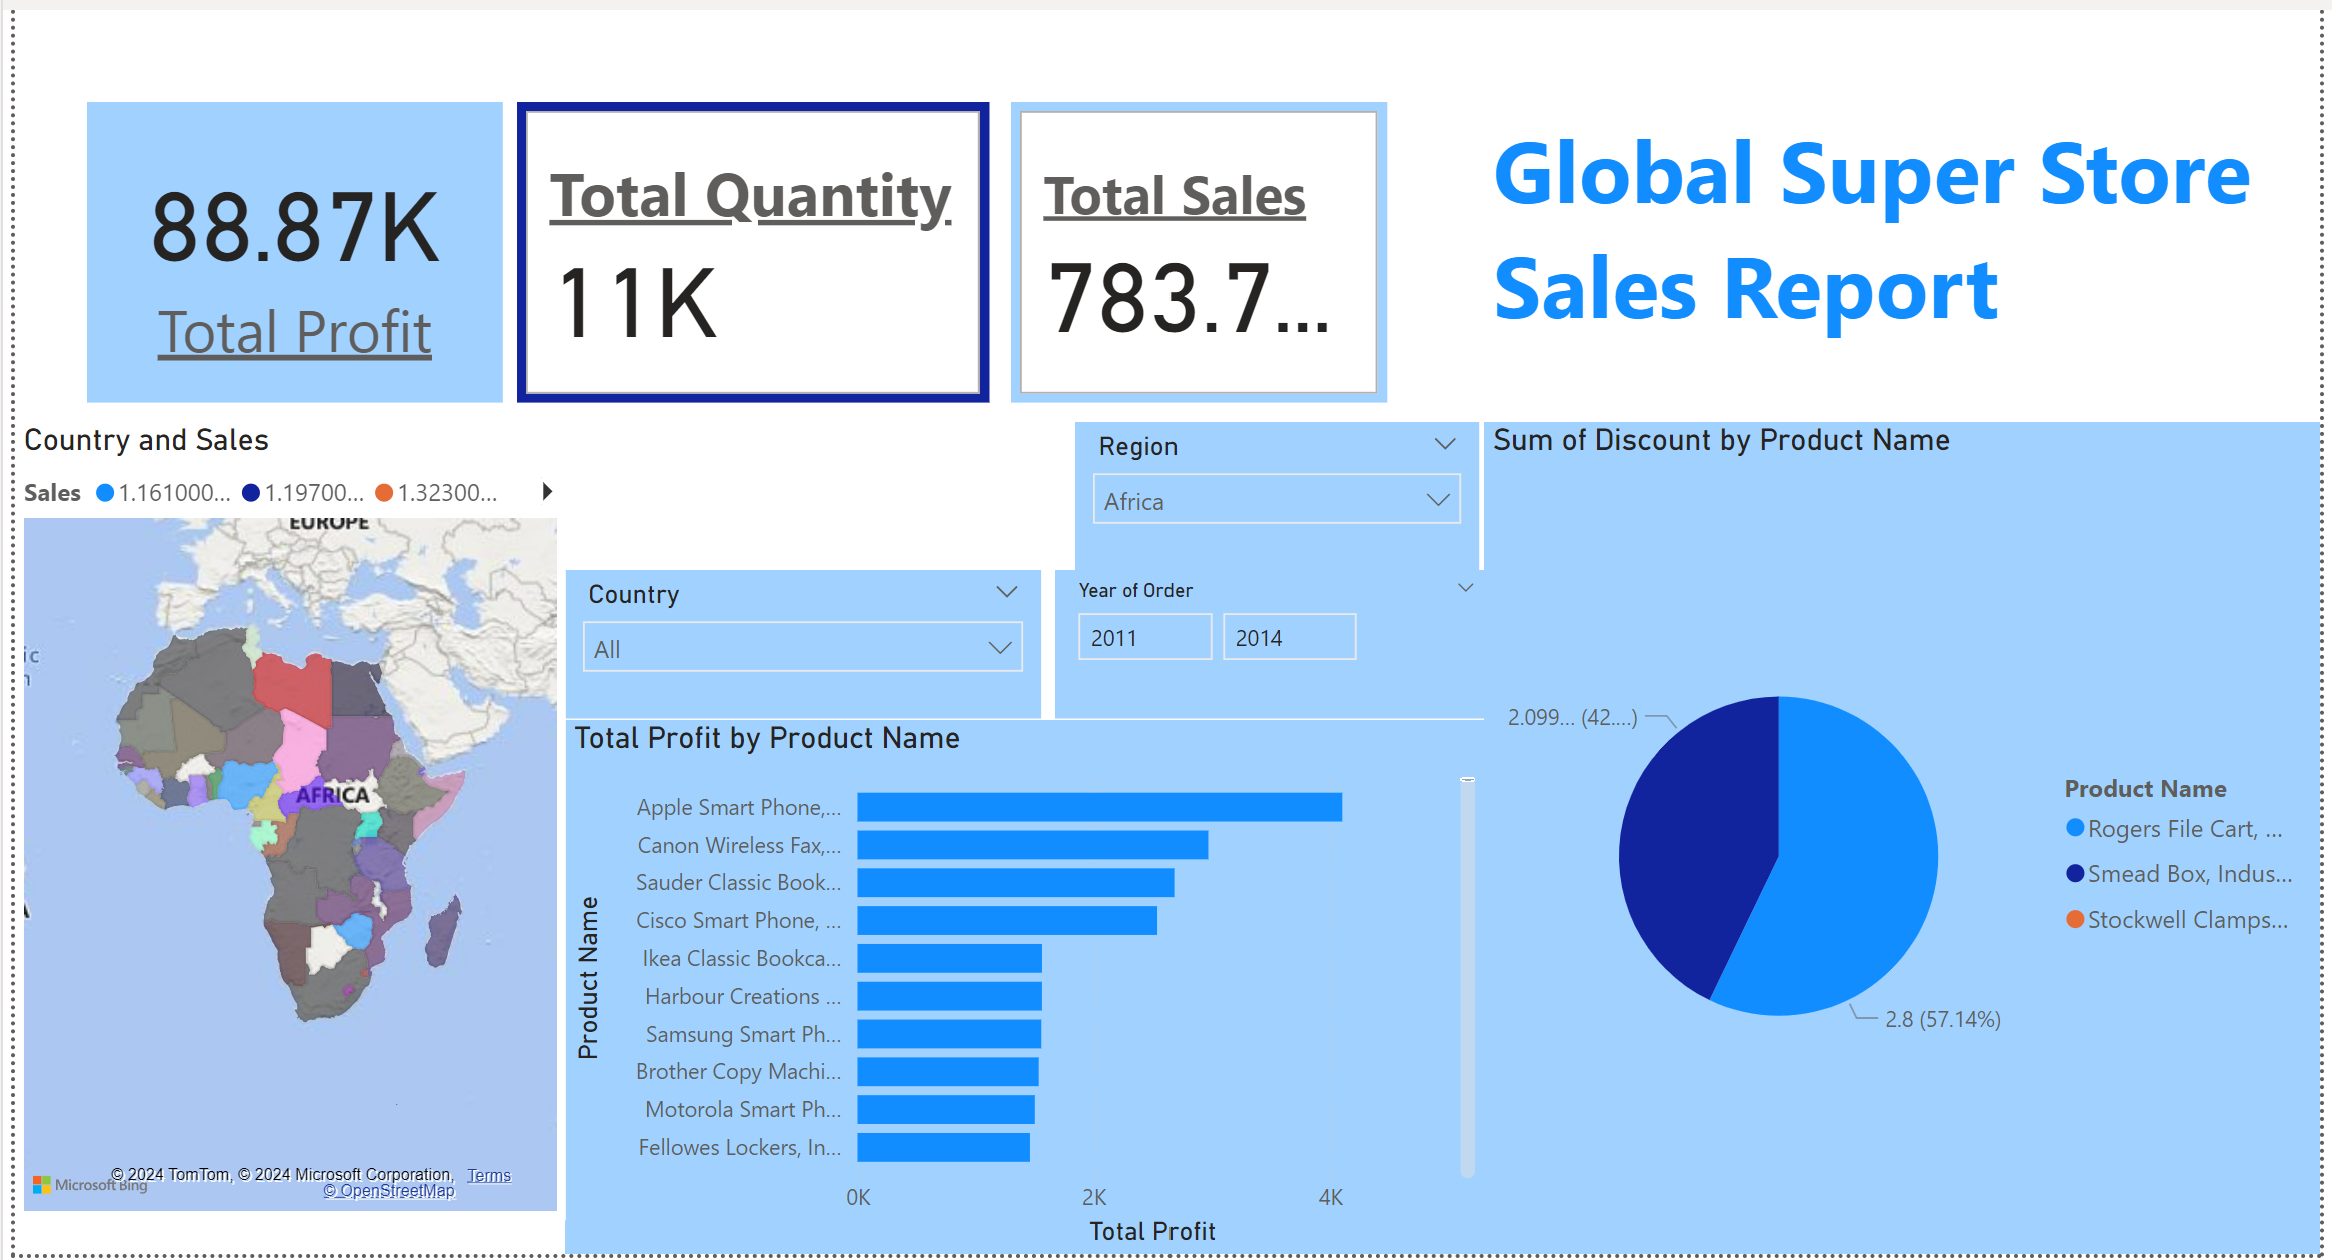 88.87K
Total Profit
Total Quantity
11K
Total Sales
783.7...
Global Super Store
Sales Report
Country and Sales
Sales 1.161000... 1.19700... 1.32300...
EUROPE
AFRICA
© 2024 TomTom, © 2024 Microsoft Corporation, Terms
© OpenStreetMap
Microsoft Bing
Region
Africa
Country
All
Year of Order
2011 2014
Total Profit by Product Name
Product Name
Apple Smart Phone,...
Canon Wireless Fax,...
Sauder Classic Book...
Cisco Smart Phone, ...
Ikea Classic Bookca...
Harbour Creations ...
Samsung Smart Ph...
Brother Copy Machi...
Motorola Smart Ph...
Fellowes Lockers, In...
0K 2K 4K
Total Profit
Sum of Discount by Product Name
2.099... (42....)
2.8 (57.14%)
Product Name
Rogers File Cart, ...
Smead Box, Indus...
Stockwell Clamps...